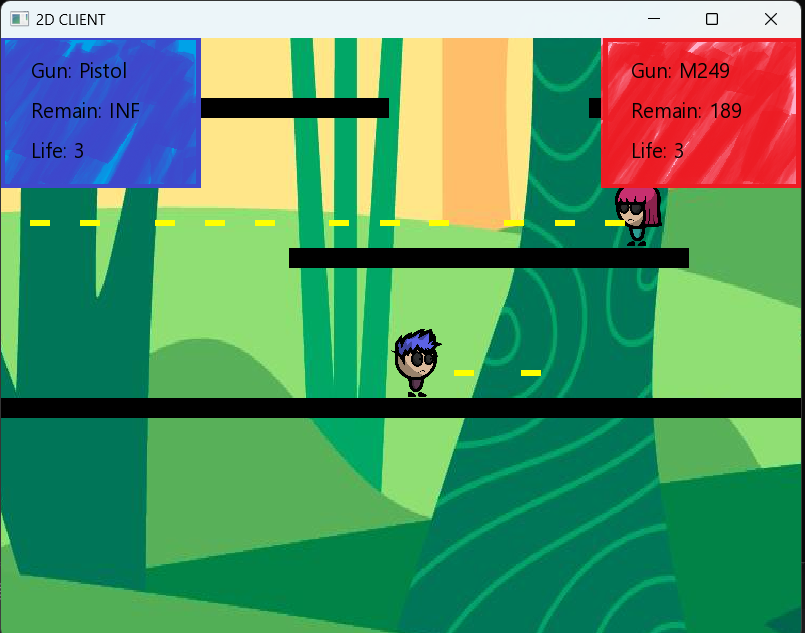 2D CLIENT
Gun: Pistol
Remain: INF
Life: 3
Gun: M249
Remain: 189
Life: 3